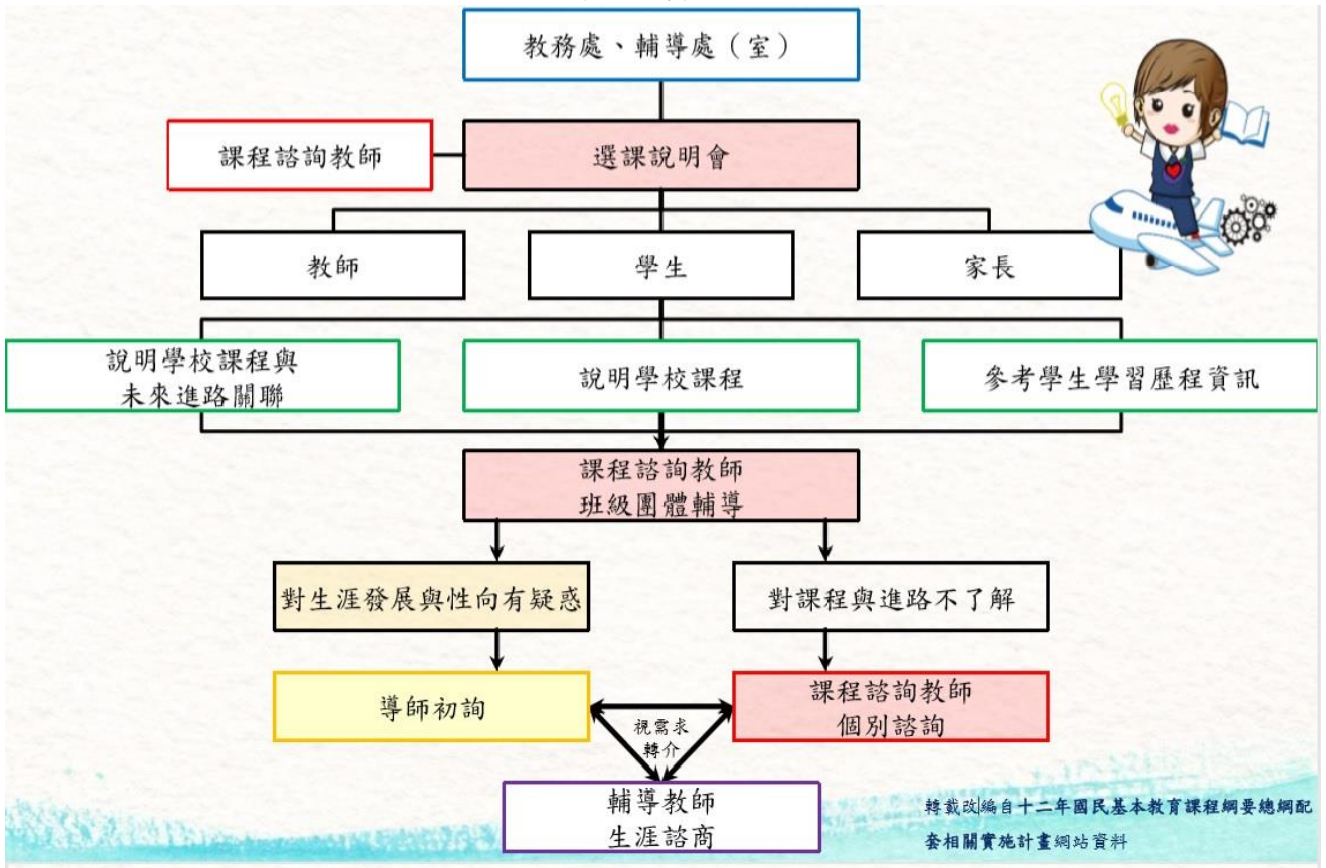 教務處、輔導處（室）
課程諮詢教師
選課說明會
教師
學生
家長
說明學校課程與
未來進路關聯
說明學校課程
參考學生學習歷程資訊
課程諮詢教師
班級團體輔導
對生涯發展與性向有疑惑
對課程與進路不了解
導師初詢
課程諮詢教師
個別諮詢
視需求
轉介
輔導教師
生涯諮商
轉載改編自十二年國民基本教育課程綱要總綱配
套相關實施計畫網站資料